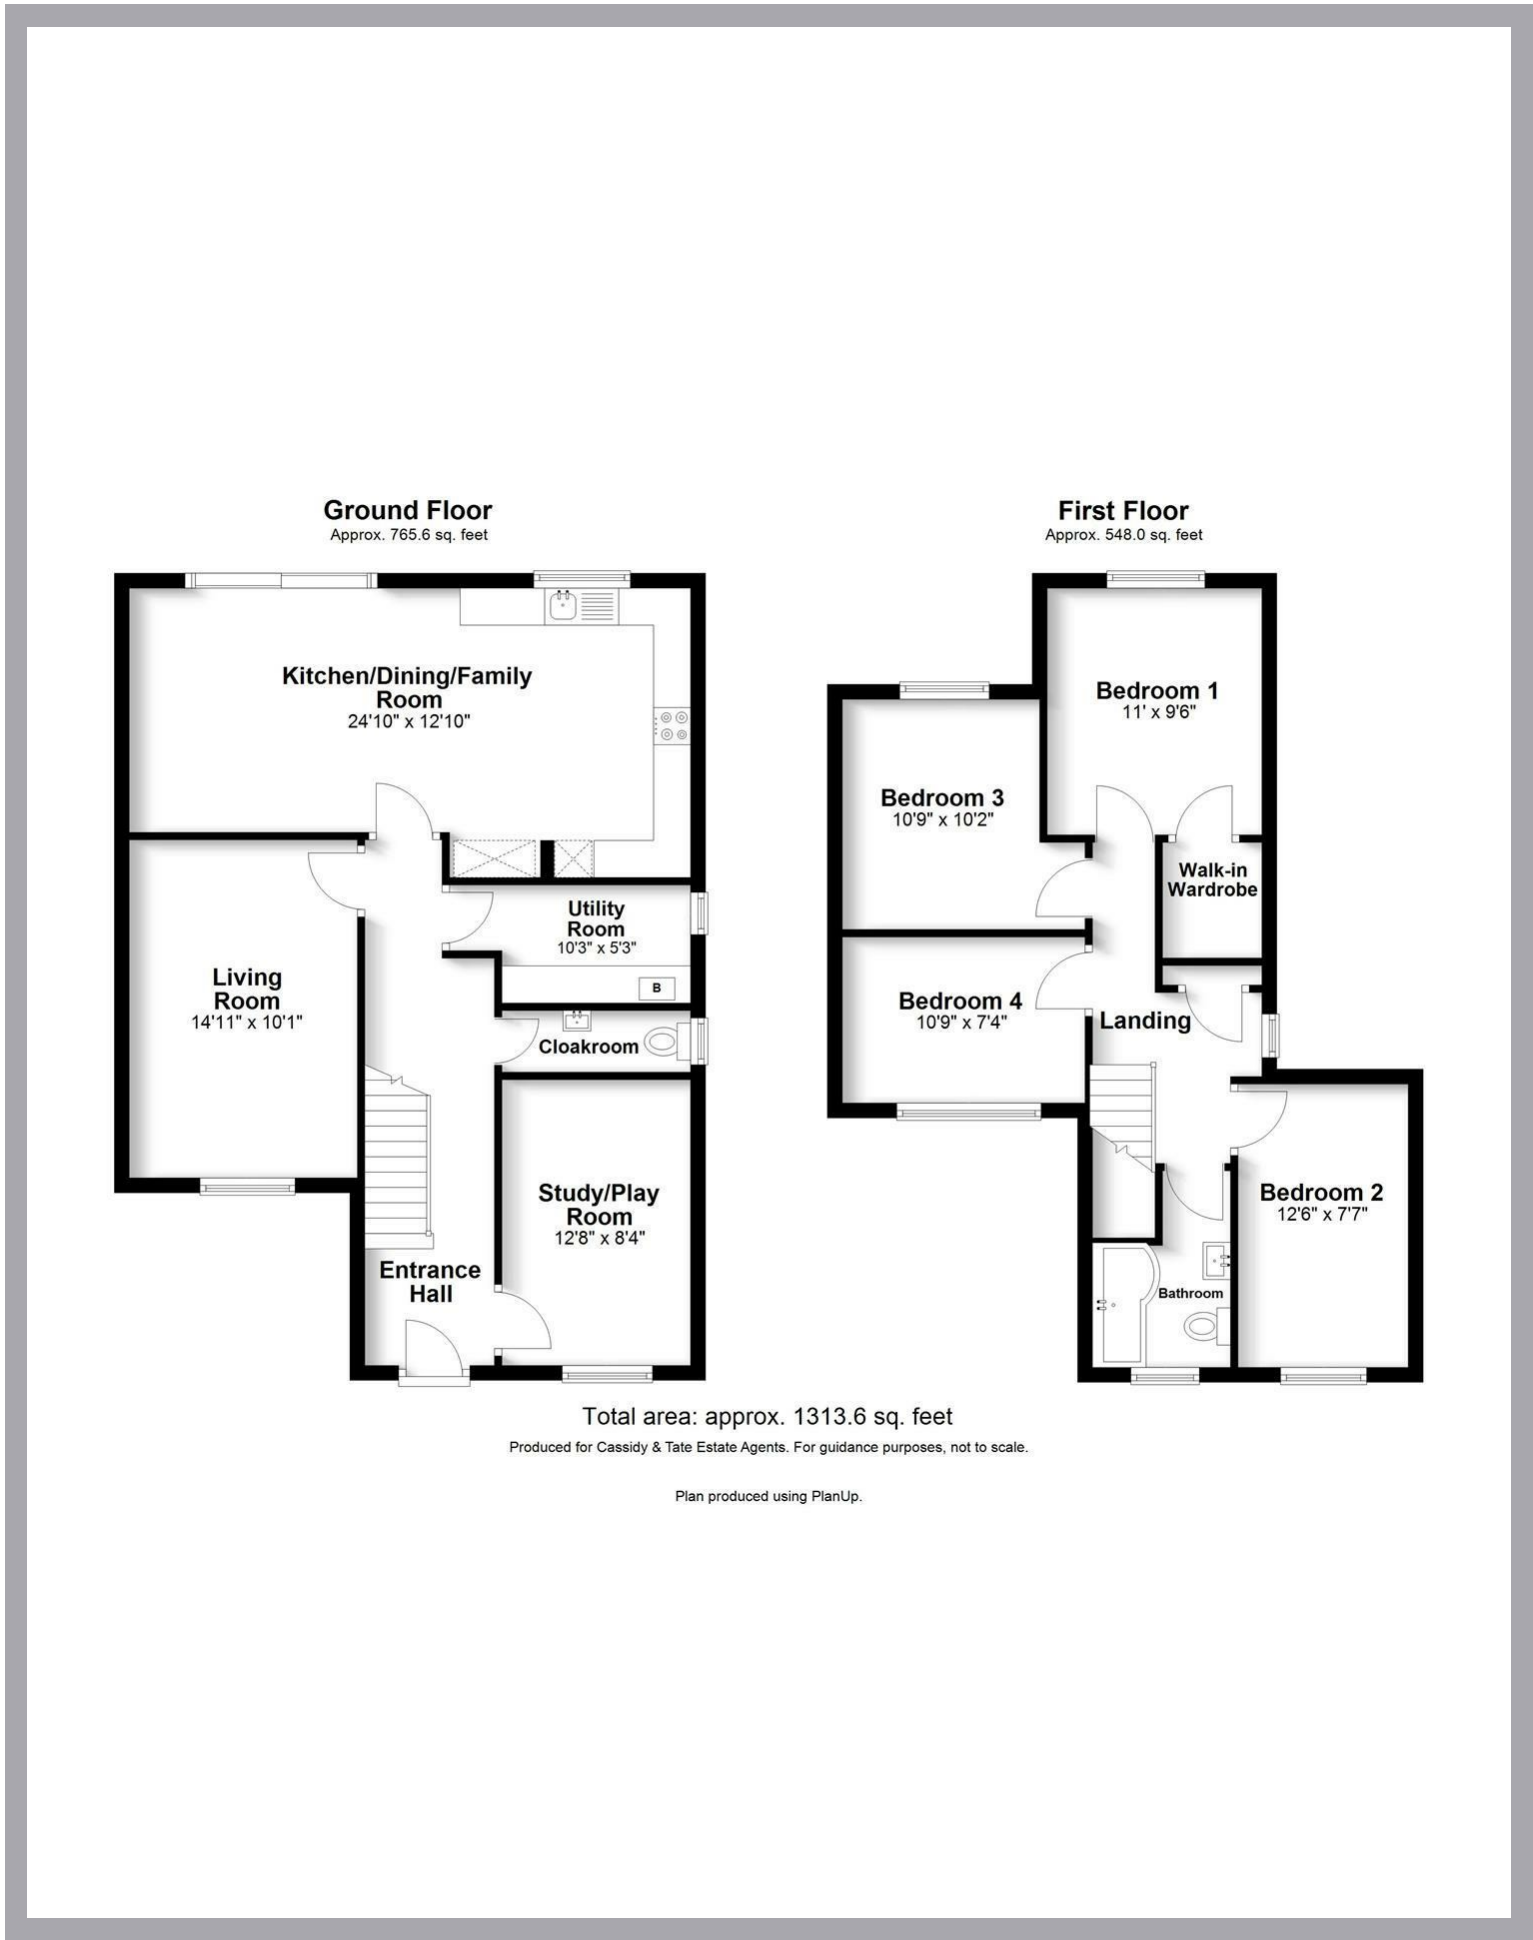 Ground Floor
Approx. 765.6 sq. feet
Kitchen/Dining/Family
Room
24'10" x 12'10"
Utility
Room
10'3" x 5'3"
B
Living
Room
14'11" x 10'1"
Cloakroom
Study/Play
Room
12'8" x 8'4"
Entrance
Hall
First Floor
Approx. 548.0 sq. feet
Bedroom 1
11' x 9'6"
Bedroom 3
10'9" x 10'2"
Walk-in
Wardrobe
Bedroom 4
10'9" x 7'4"
Landing
Bedroom 2
12'6" x 7'7"
Bathroom
Total area: approx. 1313.6 sq. feet
Produced for Cassidy & Tate Estate Agents. For guidance purposes, not to scale.
Plan produced using PlanUp.